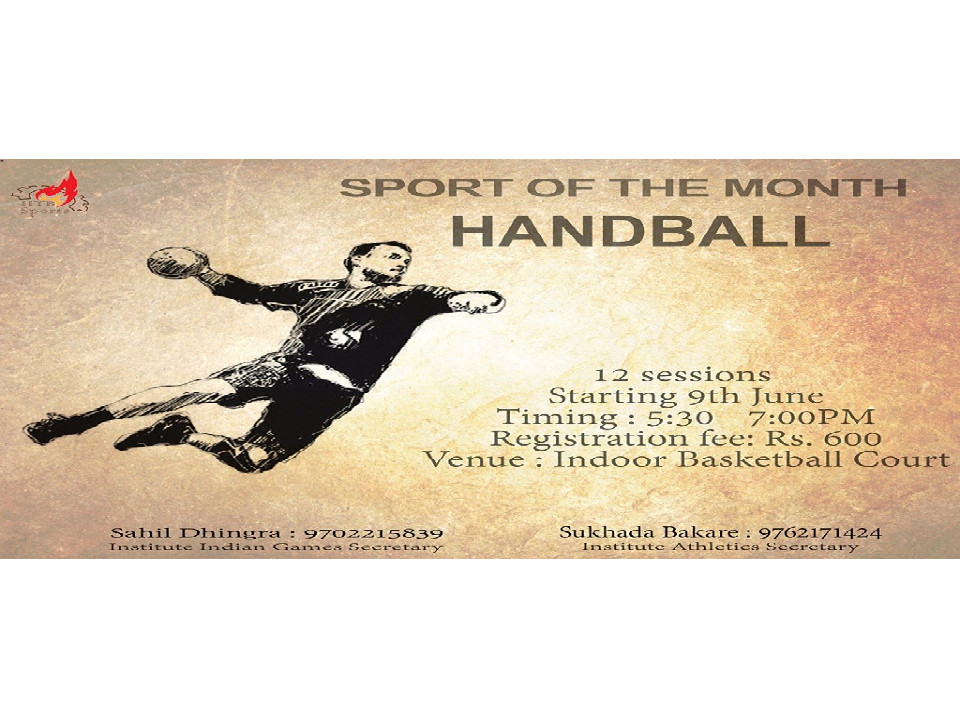 IITB
Sports
SPORT OF THE MONTH
HANDBALL
12 sessions
Starting 9th June
Timing : 5:30 7:00PM
Registration fee: Rs. 600
Venue : Indoor Basketball Court
Sahil Dhingra : 9702215839
Institute Indian Games Secretary
Sukhada Bakare : 9762171424
Institute Athletics Secretary